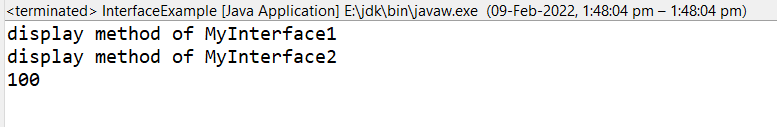 <terminated> InterfaceExample [Java Application] E:\jdk\bin\javaw.exe (09-Feb-2022, 1:48:04 pm – 1:48:04 pm)
display method of MyInterface1
display method of MyInterface2
100